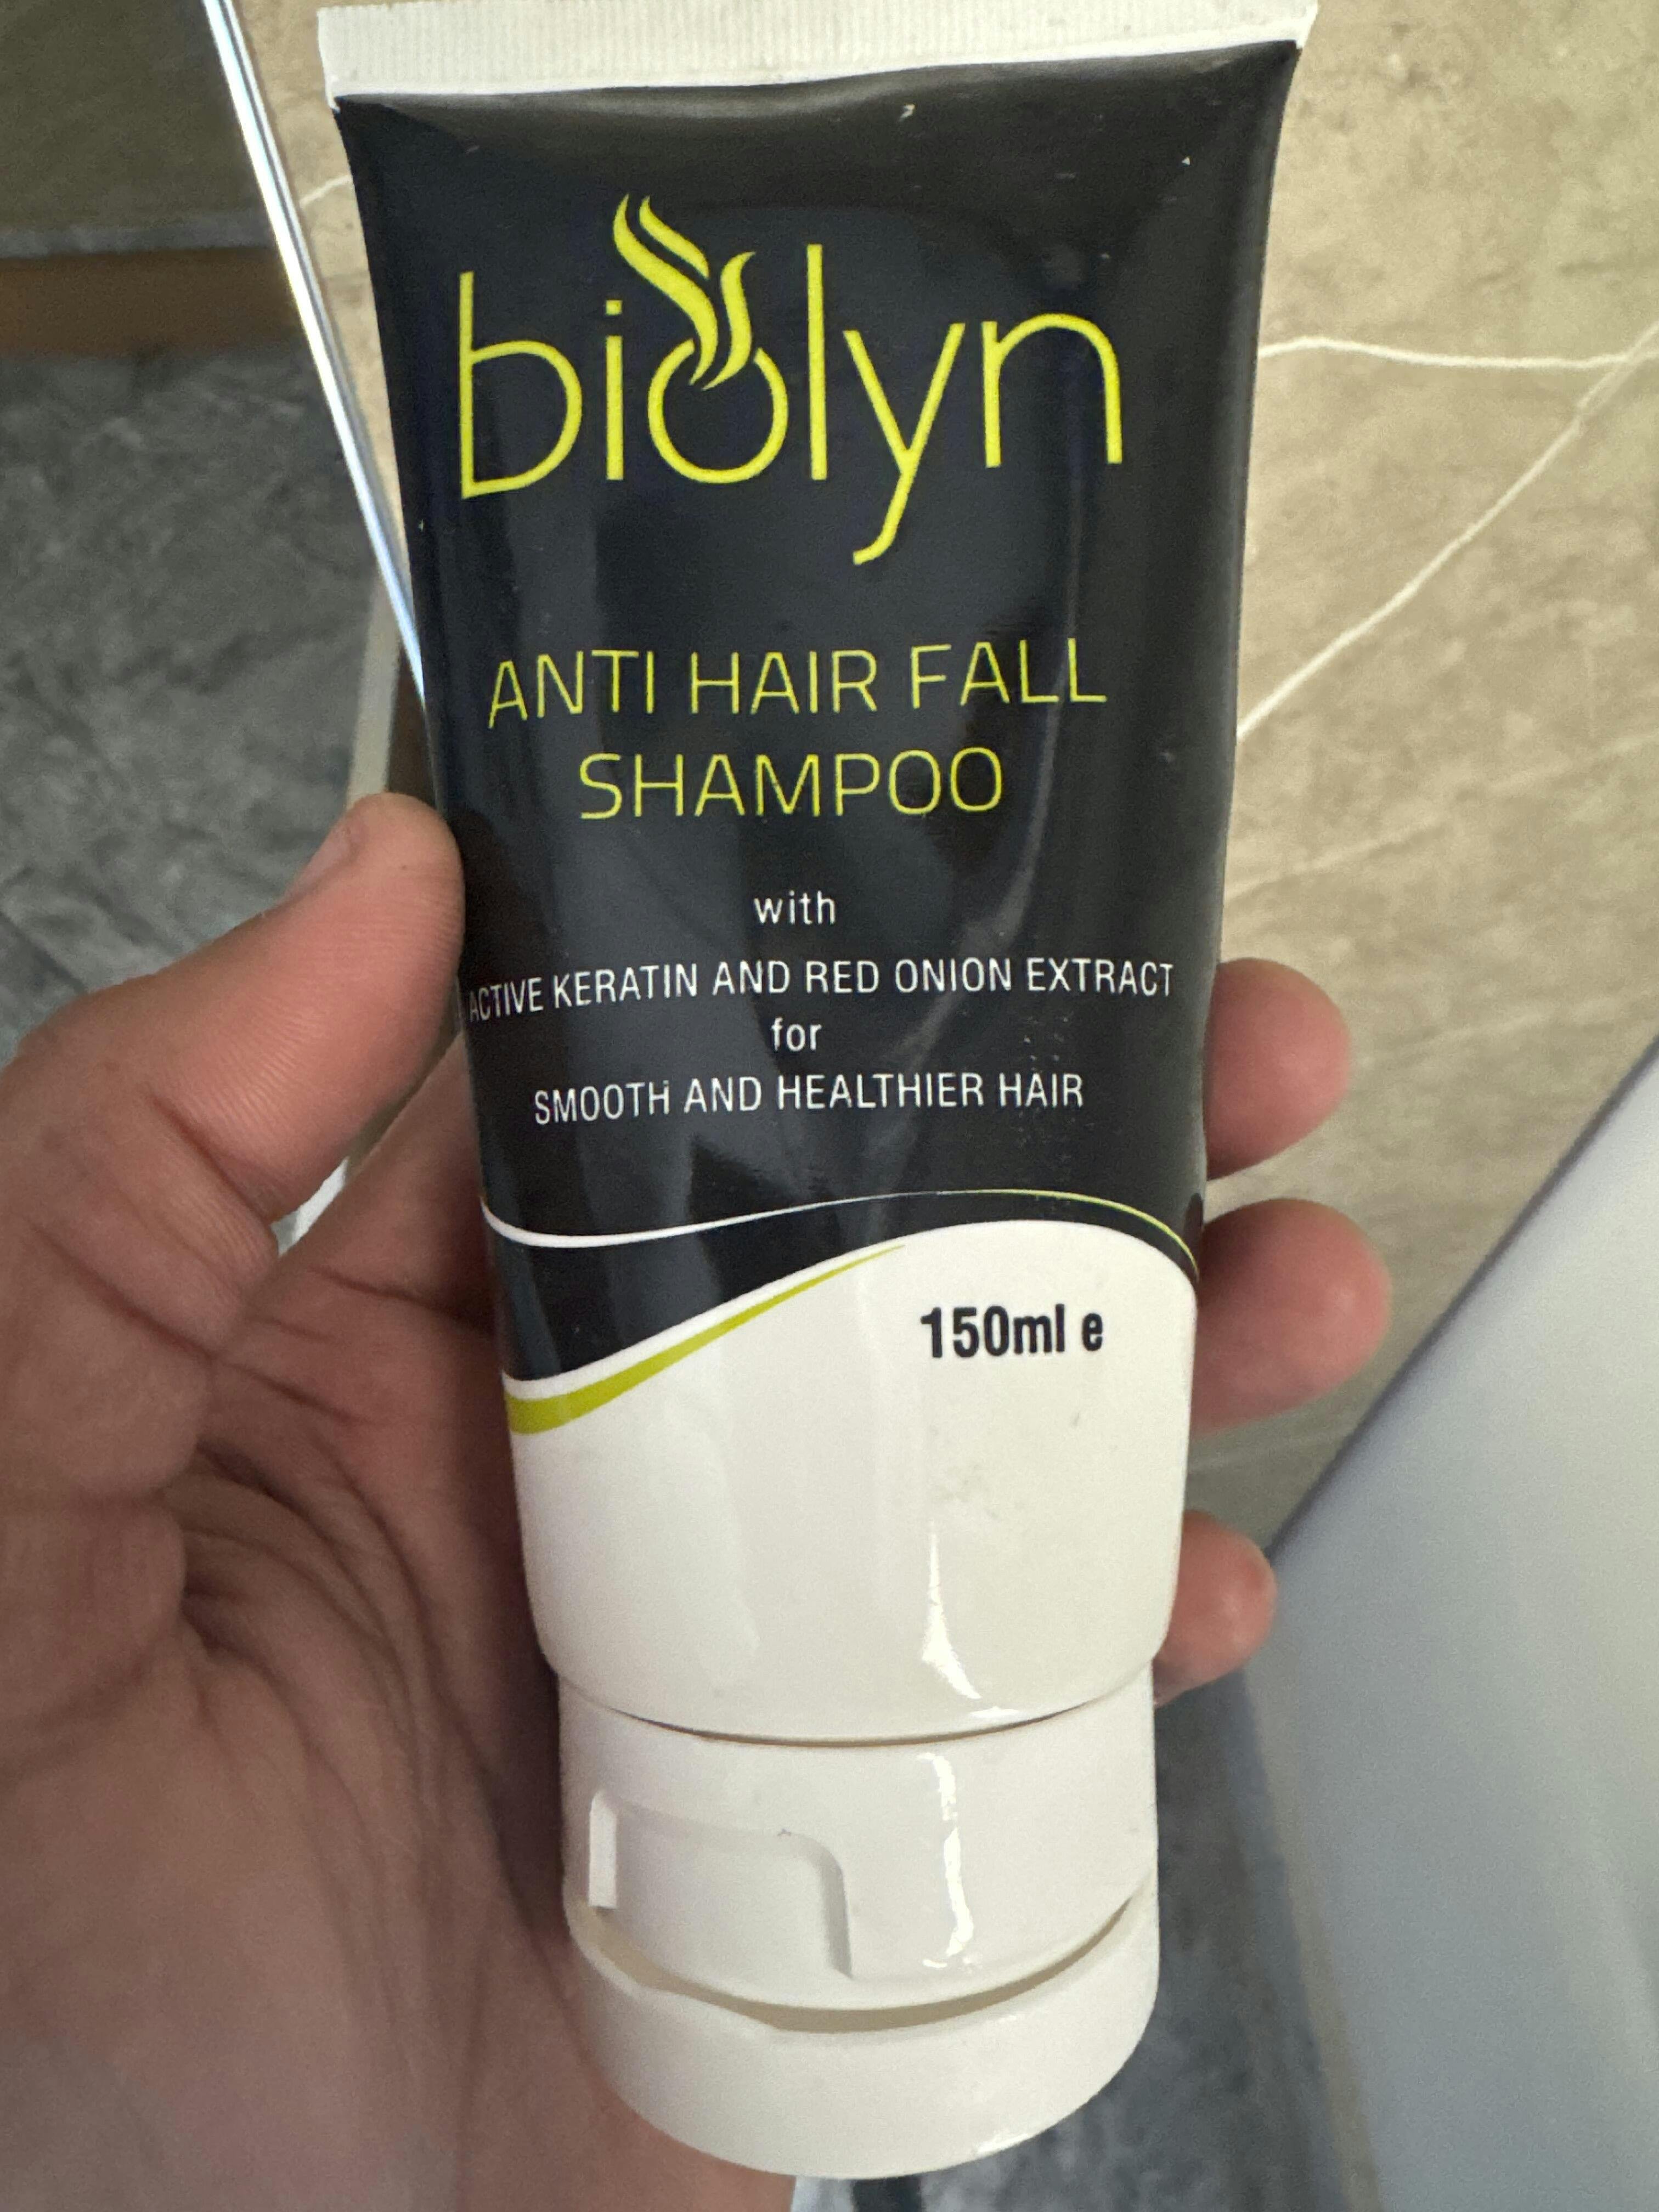 biolyn
ANTI HAIR FALL
SHAMPOO
with
ACTIVE KERATIN AND RED ONION EXTRACT
for
SMOOTH AND HEALTHIER HAIR
150ml e